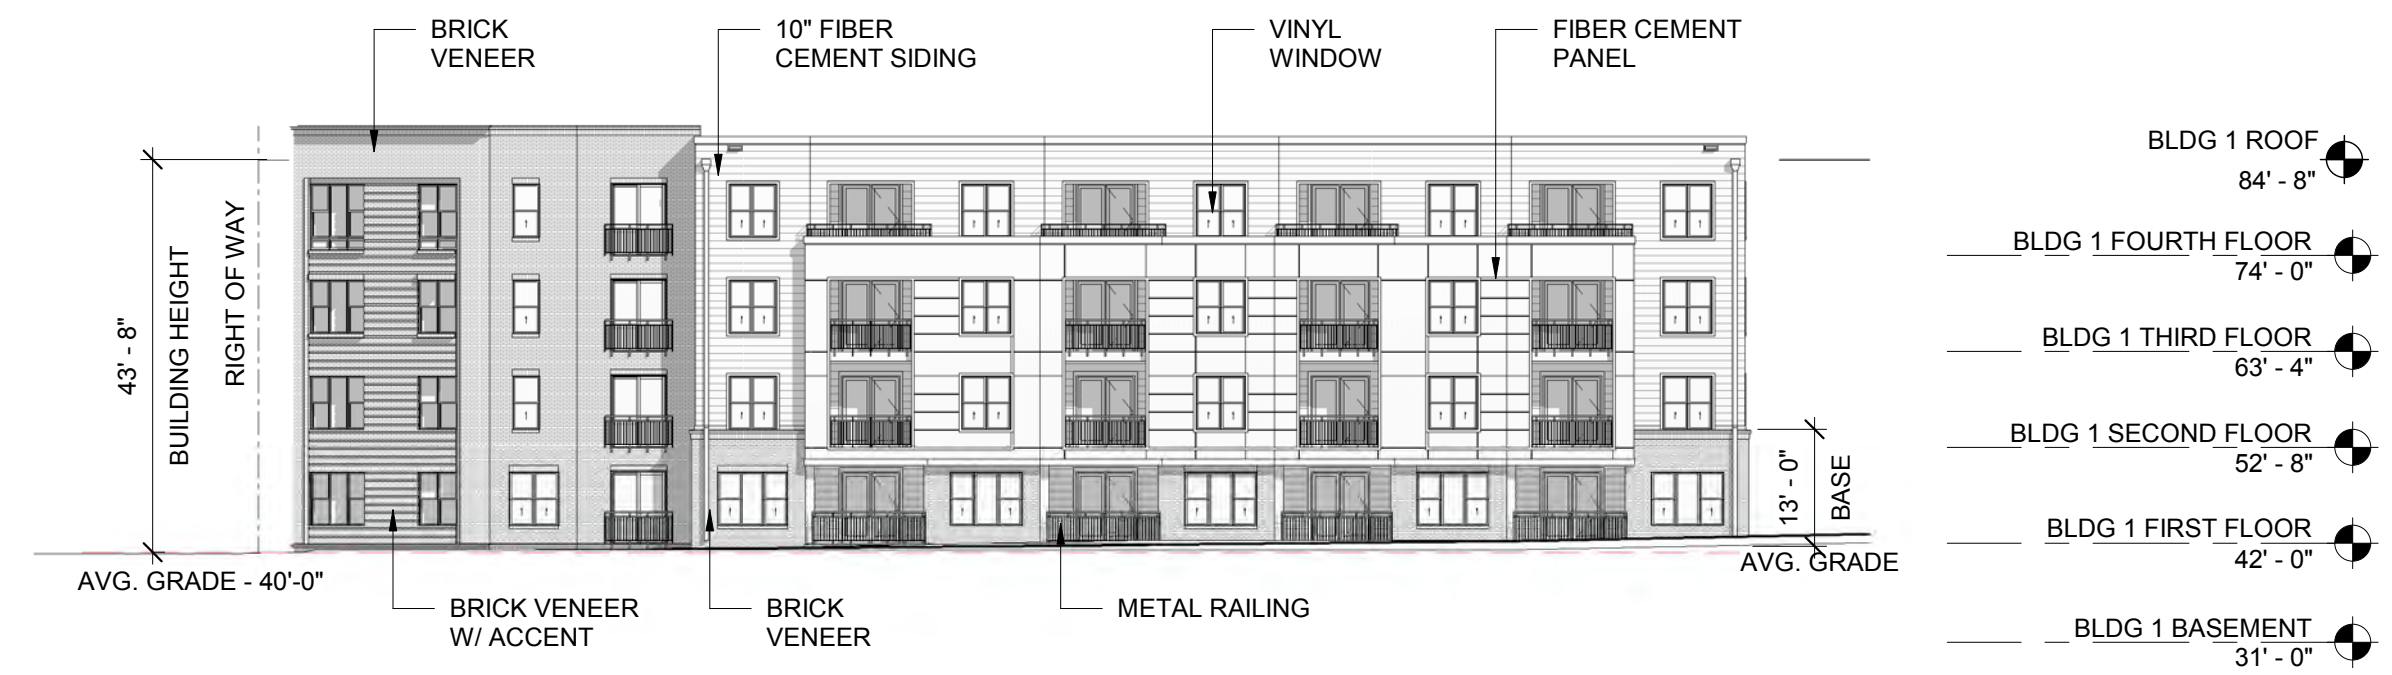 BRICK
VENEER
10" FIBER
CEMENT SIDING
VINYL
WINDOW
FIBER CEMENT
PANEL
43' - 8"
BUILDING HEIGHT
RIGHT OF WAY
BLDG 1 ROOF
84' - 8"
BLDG 1 FOURTH FLOOR
74' - 0"
BLDG 1 THIRD FLOOR
63' - 4"
BLDG 1 SECOND FLOOR
52' - 8"
13' - 0"
BASE
BLDG 1 FIRST FLOOR
42' - 0"
AVG. GRADE
AVG. GRADE - 40'-0"
BRICK VENEER
W/ ACCENT
BRICK
VENEER
METAL RAILING
BLDG 1 BASEMENT
31' - 0"